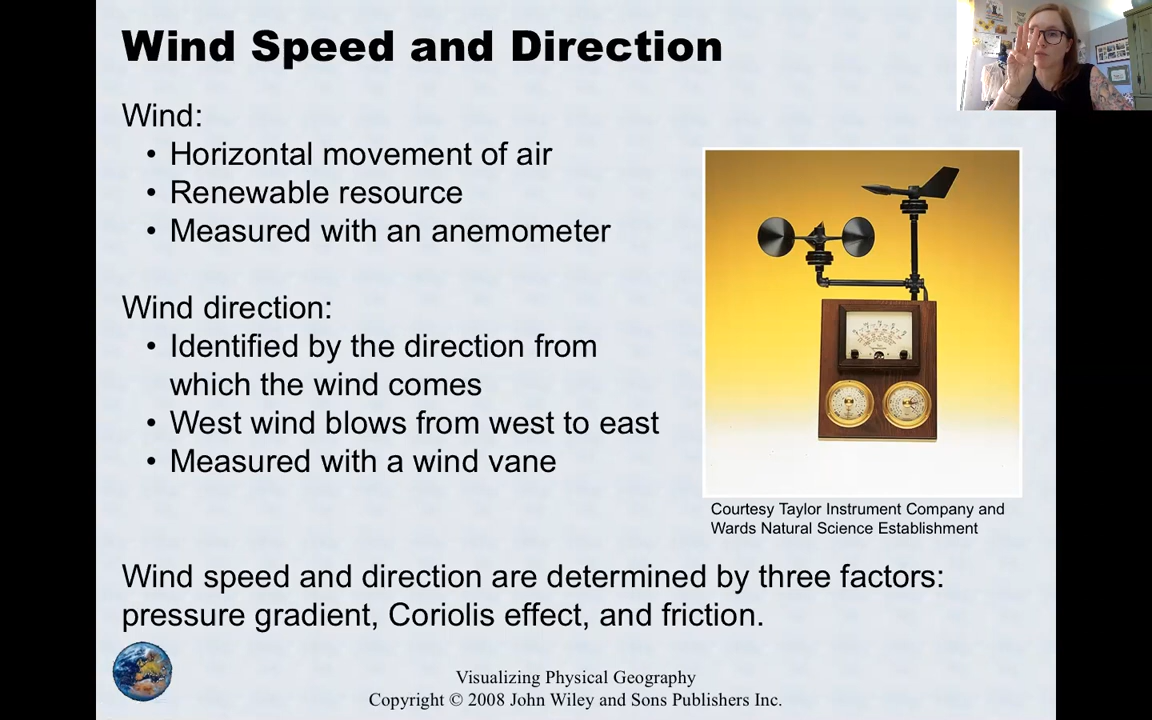 Wind Speed and Direction
Wind:
• Horizontal movement of air
• Renewable resource
• Measured with an anemometer
Wind direction:
• Identified by the direction from
which the wind comes
• West wind blows from west to east
• Measured with a wind vane
Courtesy Taylor Instrument Company and
Wards Natural Science Establishment
Wind speed and direction are determined by three factors:
pressure gradient, Coriolis effect, and friction.
Visualizing Physical Geography
Copyright © 2008 John Wiley and Sons Publishers Inc.